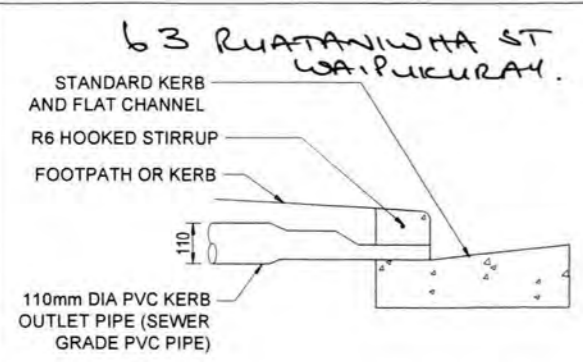 63 RUATANIWHA ST
WAIPUKURAU.
STANDARD KERB
AND FLAT CHANNEL
R6 HOOKED STIRRUP
FOOTPATH OR KERB
110
110mm DIA PVC KERB
OUTLET PIPE (SEWER
GRADE PVC PIPE)